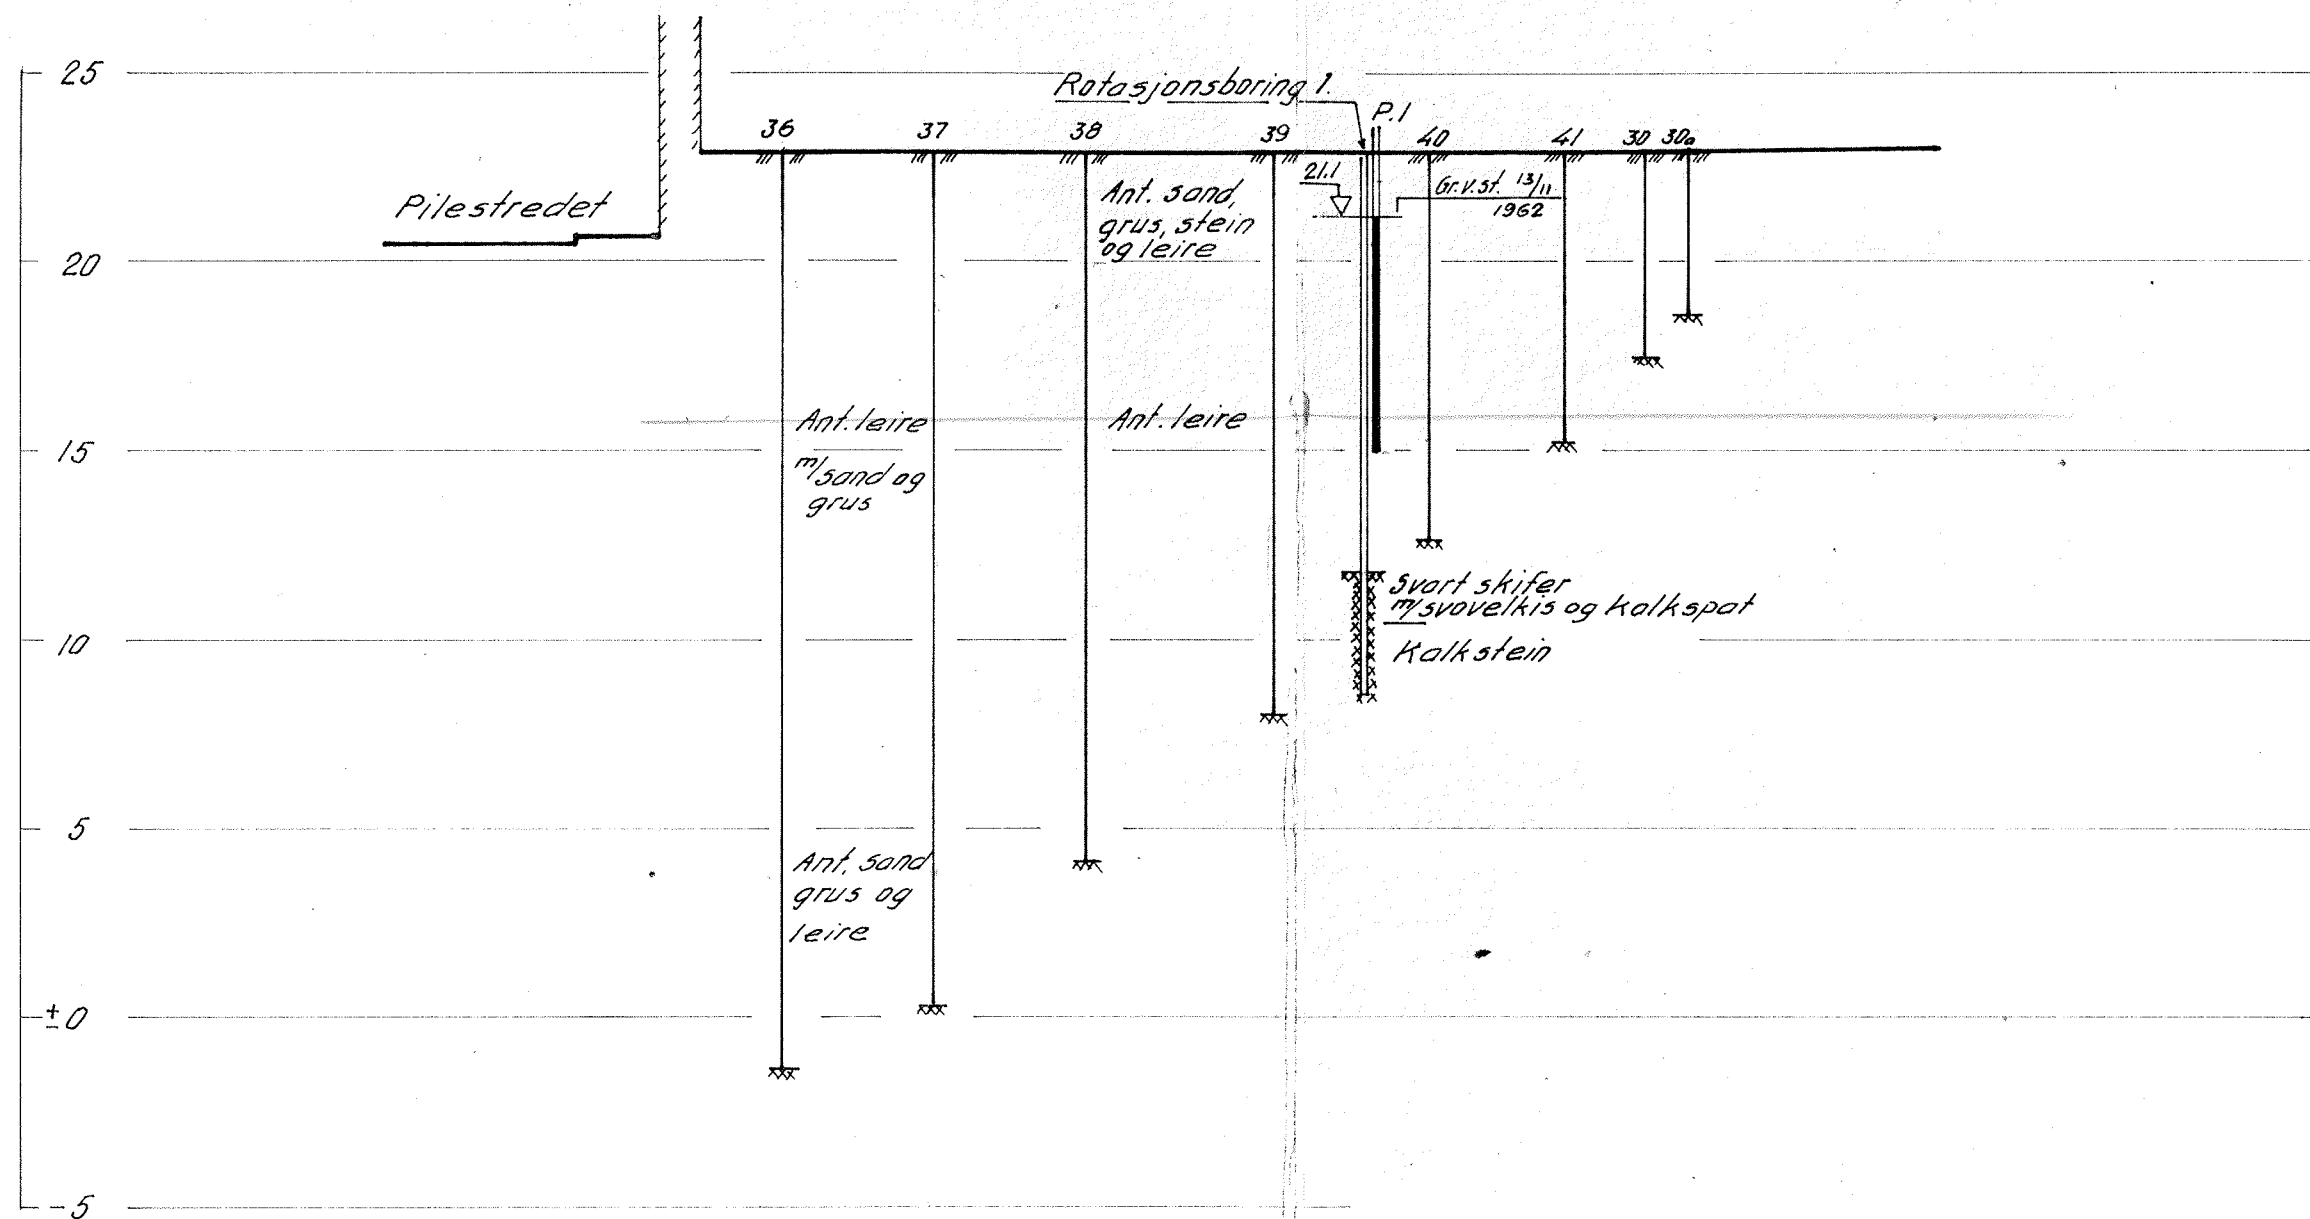 25
Rotasjonsboring 1.
P.1
36
37
38
39
40
41
30
30a
21.1
Gr.v.st. 13/11
1962
Ant. sand,
grus, stein
og leire
Pilestredet
20
Ant. leire
m/sand og
grus
Ant. leire
15
Svart skifer
m/svovelkis og kalkspat
Kalkstein
10
5
Ant. sand
grus og
leire
±0
-5